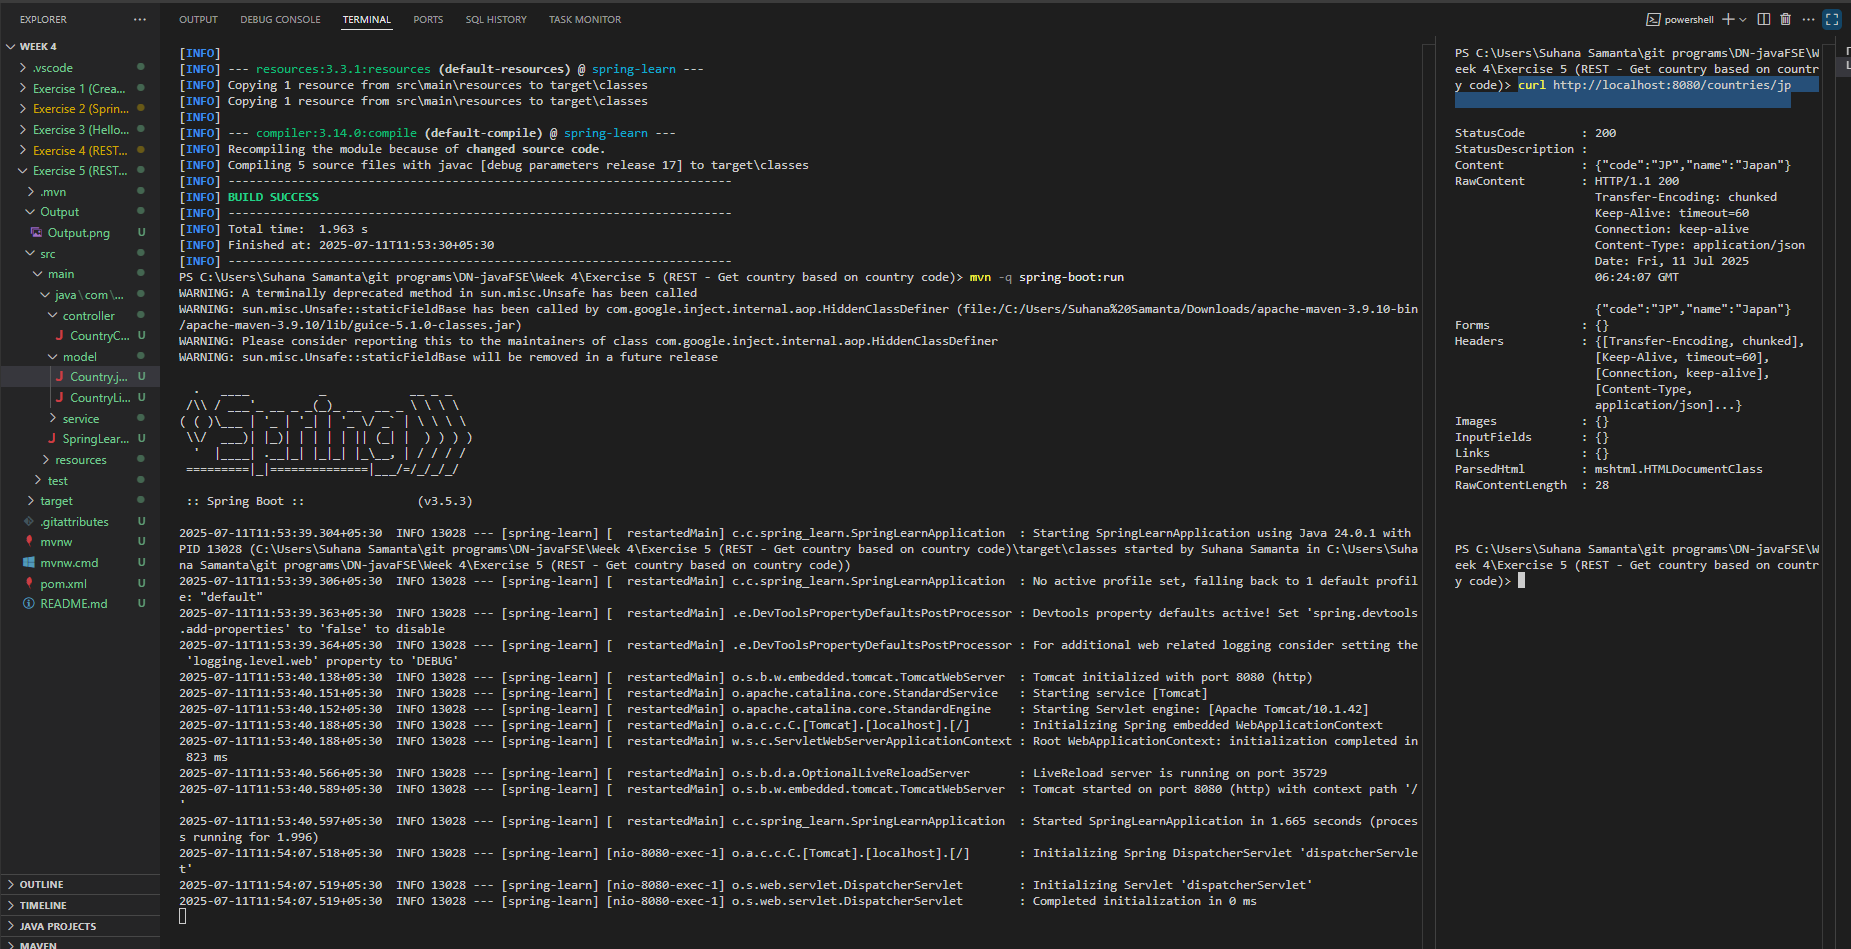 EXPLORER
WEEK 4
.vscode
Exercise 1 (Crea...
Exercise 2 (Sprin...
Exercise 3 (Hello...
Exercise 4 (REST...
Exercise 5 (REST...
.mvn
Output
Output.png U
src
main
java\com\...
controller
J CountryC... U
model
J Country.j... U
J CountryLi... U
service
J SpringLear... U
resources
test
target
.gitattributes U
mvnw U
mvnw.cmd U
pom.xml U
README.md U
OUTLINE
TIMELINE
JAVA PROJECTS
MAVEN
OUTPUT DEBUG CONSOLE TERMINAL PORTS SQL HISTORY TASK MONITOR
powershell
[INFO]
[INFO] --- resources:3.3.1:resources (default-resources) @ spring-learn ---
[INFO] Copying 1 resource from src\main\resources to target\classes
[INFO] Copying 1 resource from src\main\resources to target\classes
[INFO]
[INFO] --- compiler:3.14.0:compile (default-compile) @ spring-learn ---
[INFO] Recompiling the module because of changed source code.
[INFO] Compiling 5 source files with javac [debug parameters release 17] to target\classes
[INFO] ------------------------------------------------------------------------
[INFO] BUILD SUCCESS
[INFO] ------------------------------------------------------------------------
[INFO] Total time:  1.963 s
[INFO] Finished at: 2025-07-11T11:53:30+05:30
[INFO] ------------------------------------------------------------------------
PS C:\Users\Suhana Samanta\git programs\DN-javaFSE\Week 4\Exercise 5 (REST - Get country based on country code)> mvn -q spring-boot:run
WARNING: A terminally deprecated method in sun.misc.Unsafe has been called
WARNING: sun.misc.Unsafe::staticFieldBase has been called by com.google.inject.internal.aop.HiddenClassDefiner (file:/C:/Users/Suhana%20Samanta/Downloads/apache-maven-3.9.10-bin
/apache-maven-3.9.10/lib/guice-5.1.0-classes.jar)
WARNING: Please consider reporting this to the maintainers of class com.google.inject.internal.aop.HiddenClassDefiner
WARNING: sun.misc.Unsafe::staticFieldBase will be removed in a future release
:: Spring Boot :: (v3.5.3)
2025-07-11T11:53:39.304+05:30  INFO 13028 --- [spring-learn] [  restartedMain] c.c.spring_learn.SpringLearnApplication  : Starting SpringLearnApplication using Java 24.0.1 with
PID 13028 (C:\Users\Suhana Samanta\git programs\DN-javaFSE\Week 4\Exercise 5 (REST - Get country based on country code)\target\classes started by Suhana Samanta in C:\Users\Suha
na Samanta\git programs\DN-javaFSE\Week 4\Exercise 5 (REST - Get country based on country code))
2025-07-11T11:53:39.306+05:30  INFO 13028 --- [spring-learn] [  restartedMain] c.c.spring_learn.SpringLearnApplication  : No active profile set, falling back to 1 default profil
e: "default"
2025-07-11T11:53:39.363+05:30  INFO 13028 --- [spring-learn] [  restartedMain] .e.DevToolsPropertyDefaultsPostProcessor : Devtools property defaults active! Set 'spring.devtools
.add-properties' to 'false' to disable
2025-07-11T11:53:39.364+05:30  INFO 13028 --- [spring-learn] [  restartedMain] .e.DevToolsPropertyDefaultsPostProcessor : For additional web related logging consider setting the
'logging.level.web' property to 'DEBUG'
2025-07-11T11:53:40.138+05:30  INFO 13028 --- [spring-learn] [  restartedMain] o.s.b.w.embedded.tomcat.TomcatWebServer  : Tomcat initialized with port 8080 (http)
2025-07-11T11:53:40.151+05:30  INFO 13028 --- [spring-learn] [  restartedMain] o.apache.catalina.core.StandardService   : Starting service [Tomcat]
2025-07-11T11:53:40.152+05:30  INFO 13028 --- [spring-learn] [  restartedMain] o.apache.catalina.core.StandardEngine    : Starting Servlet engine: [Apache Tomcat/10.1.42]
2025-07-11T11:53:40.188+05:30  INFO 13028 --- [spring-learn] [  restartedMain] o.a.c.c.C.[Tomcat].[localhost].[/]       : Initializing Spring embedded WebApplicationContext
2025-07-11T11:53:40.188+05:30  INFO 13028 --- [spring-learn] [  restartedMain] w.s.c.ServletWebServerApplicationContext : Root WebApplicationContext: initialization completed in
823 ms
2025-07-11T11:53:40.566+05:30  INFO 13028 --- [spring-learn] [  restartedMain] o.s.b.d.a.OptionalLiveReloadServer       : LiveReload server is running on port 35729
2025-07-11T11:53:40.589+05:30  INFO 13028 --- [spring-learn] [  restartedMain] o.s.b.w.embedded.tomcat.TomcatWebServer  : Tomcat started on port 8080 (http) with context path '/
'
2025-07-11T11:53:40.597+05:30  INFO 13028 --- [spring-learn] [  restartedMain] c.c.spring_learn.SpringLearnApplication  : Started SpringLearnApplication in 1.665 seconds (proces
s running for 1.996)
2025-07-11T11:54:07.518+05:30  INFO 13028 --- [spring-learn] [nio-8080-exec-1] o.a.c.c.C.[Tomcat].[localhost].[/]       : Initializing Spring DispatcherServlet 'dispatcherServle
t'
2025-07-11T11:54:07.519+05:30  INFO 13028 --- [spring-learn] [nio-8080-exec-1] o.s.web.servlet.DispatcherServlet        : Initializing Servlet 'dispatcherServlet'
2025-07-11T11:54:07.519+05:30  INFO 13028 --- [spring-learn] [nio-8080-exec-1] o.s.web.servlet.DispatcherServlet        : Completed initialization in 0 ms
PS C:\Users\Suhana Samanta\git programs\DN-javaFSE\W
eek 4\Exercise 5 (REST - Get country based on countr
y code)> curl http://localhost:8080/countries/jp
StatusCode        : 200
StatusDescription :
Content           : {"code":"JP","name":"Japan"}
RawContent        : HTTP/1.1 200
Transfer-Encoding: chunked
Keep-Alive: timeout=60
Connection: keep-alive
Content-Type: application/json
Date: Fri, 11 Jul 2025
06:24:07 GMT
{"code":"JP","name":"Japan"}
Forms             : {}
Headers           : {[Transfer-Encoding, chunked],
[Keep-Alive, timeout=60],
[Connection, keep-alive],
[Content-Type,
application/json]...}
Images            : {}
InputFields       : {}
Links             : {}
ParsedHtml        : mshtml.HTMLDocumentClass
RawContentLength  : 28
PS C:\Users\Suhana Samanta\git programs\DN-javaFSE\W
eek 4\Exercise 5 (REST - Get country based on countr
y code)>